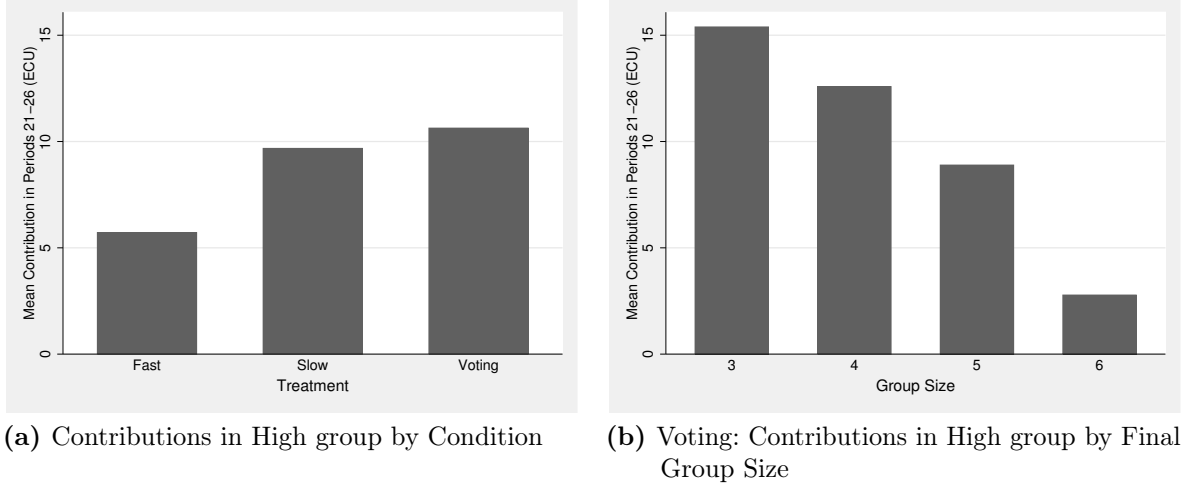 Mean Contribution in Periods 21−26 (ECU)
15
10
5
0
Fast Slow Voting
Treatment
(a) Contributions in High group by Condition
Mean Contribution in Periods 21−26 (ECU)
15
10
5
0
3 4 5 6
Group Size
(b) Voting: Contributions in High group by Final
Group Size